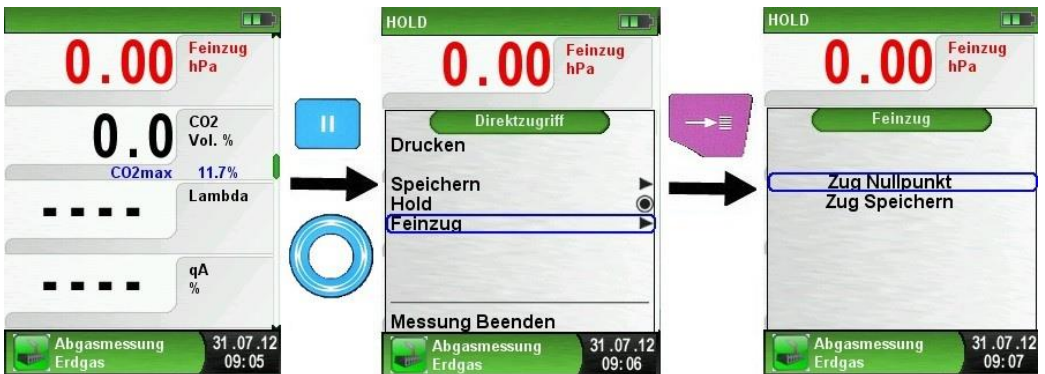 0.00 Feinzug
hPa
0.0 CO2
Vol. %
CO2max 11.7%
---- Lambda
---- qA
%
Abgasmessung 31.07.12
Erdgas 09:05
HOLD
0.00 Feinzug
hPa
Direktzugriff
Drucken
Speichern
Hold
Feinzug
Messung Beenden
Abgasmessung 31.07.12
Erdgas 09:06
HOLD
0.00 Feinzug
hPa
Feinzug
Zug Nullpunkt
Zug Speichern
Abgasmessung 31.07.12
Erdgas 09:07